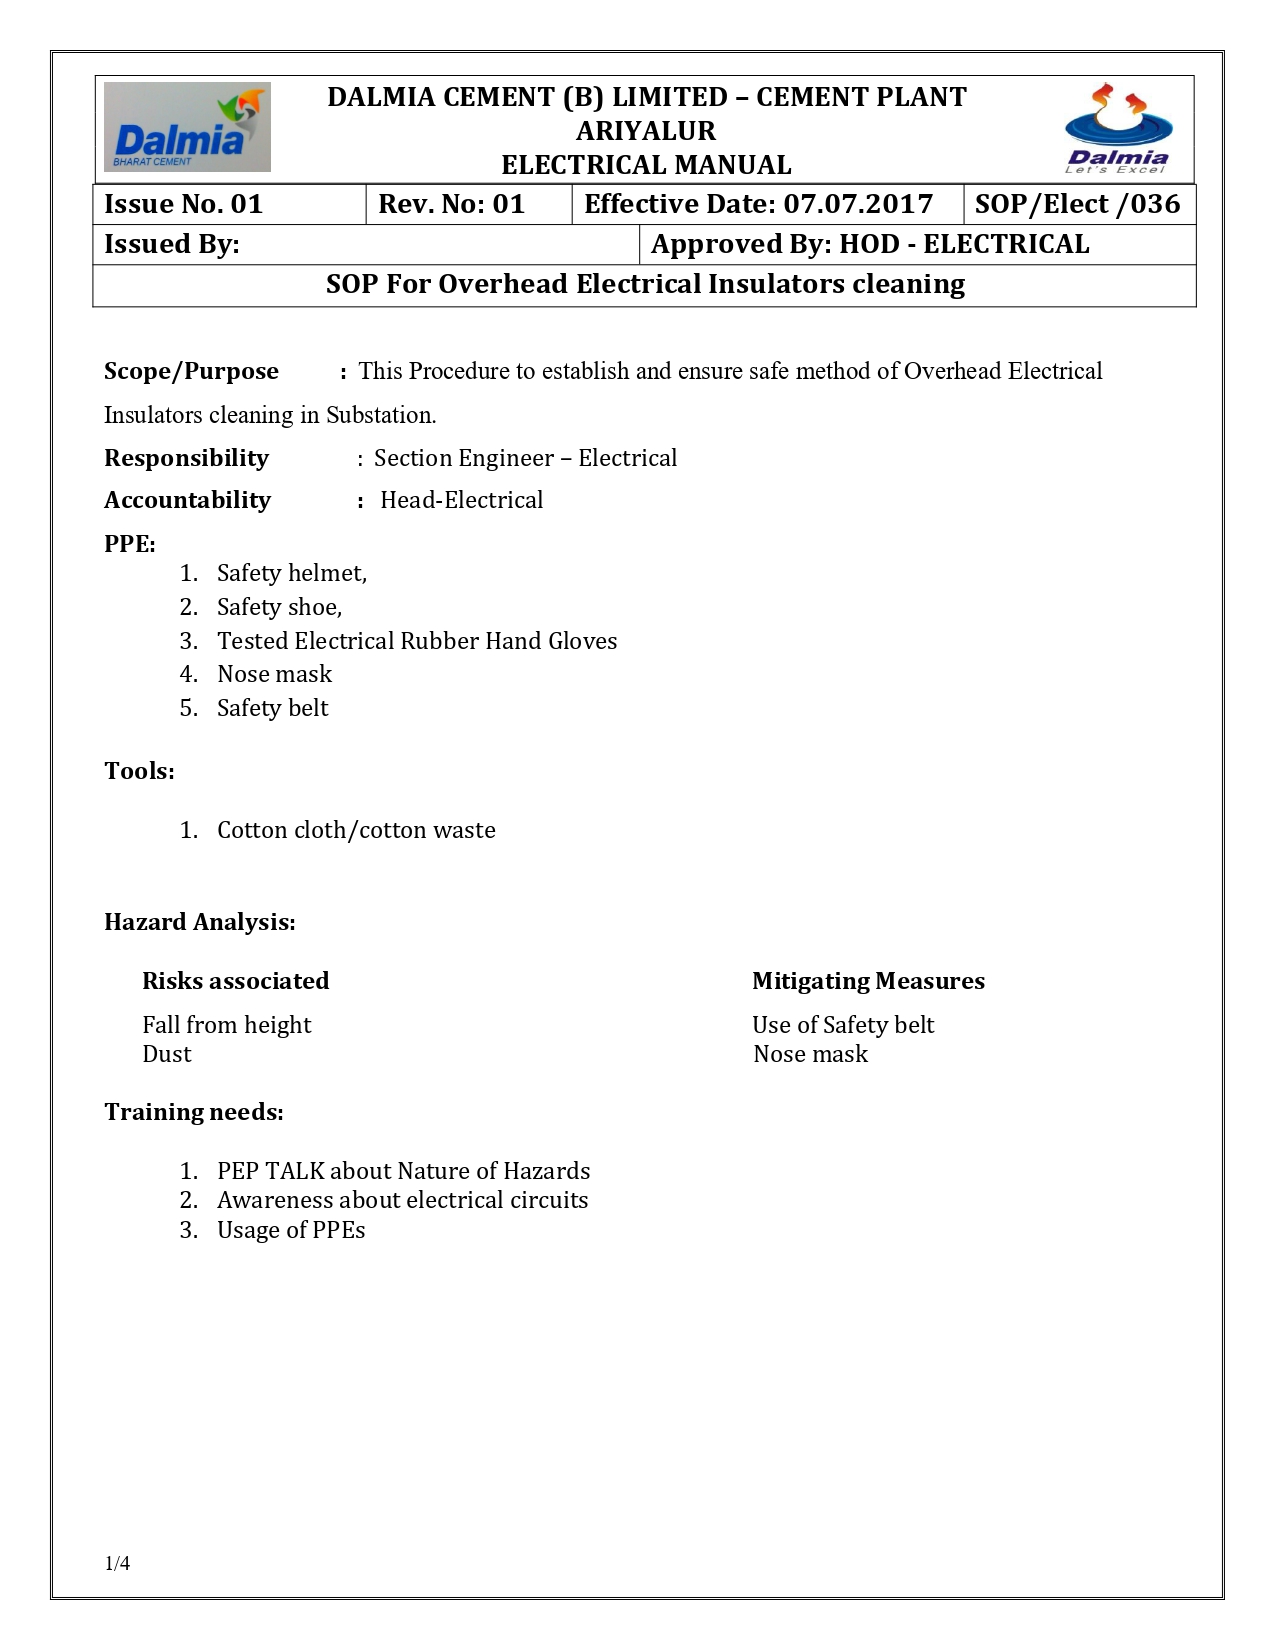 Dalmia
BHARAT CEMENT
DALMIA CEMENT (B) LIMITED – CEMENT PLANT
ARIYALUR
ELECTRICAL MANUAL
Dalmia
Let's Excel
Issue No. 01 Rev. No: 01 Effective Date: 07.07.2017 SOP/Elect /036
Issued By: Approved By: HOD - ELECTRICAL
SOP For Overhead Electrical Insulators cleaning
Scope/Purpose : This Procedure to establish and ensure safe method of Overhead Electrical
Insulators cleaning in Substation.
Responsibility : Section Engineer – Electrical
Accountability : Head-Electrical
PPE:
1. Safety helmet,
2. Safety shoe,
3. Tested Electrical Rubber Hand Gloves
4. Nose mask
5. Safety belt
Tools:
1. Cotton cloth/cotton waste
Hazard Analysis:
Risks associated Mitigating Measures
Fall from height Use of Safety belt
Dust Nose mask
Training needs:
1. PEP TALK about Nature of Hazards
2. Awareness about electrical circuits
3. Usage of PPEs
1/4